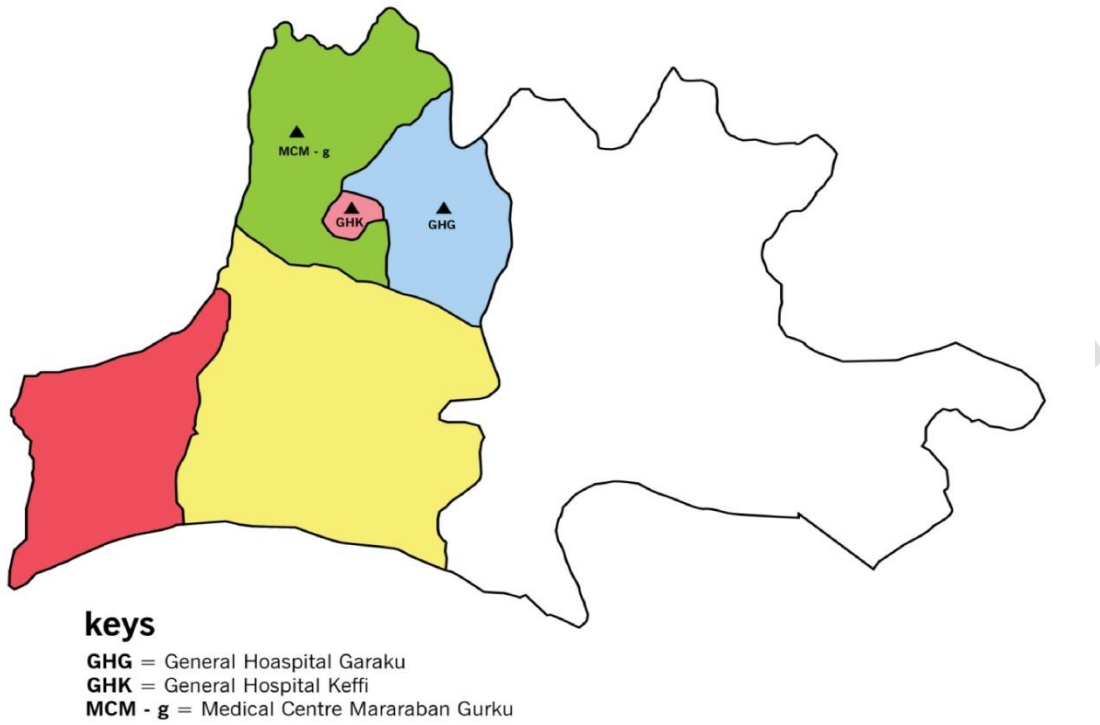 MCM - g
GHK
GHG
keys
GHG = General Hoaspital Garaku
GHK = General Hospital Keffi
MCM - g = Medical Centre Mararaban Gurku